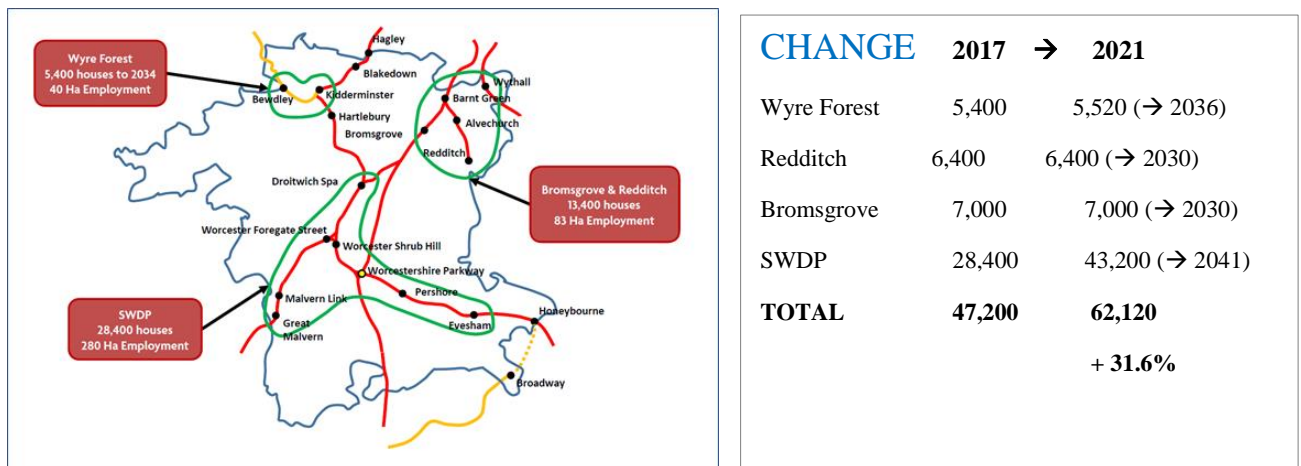 Wyre Forest
5,400 houses to 2034
40 Ha Employment
Hagley
Blakedown
Bewdley
Kidderminster
Hartlebury
Bromsgrove
Wythall
Barnt Green
Alvechurch
Redditch
Droitwich Spa
Bromsgrove & Redditch
13,400 houses
83 Ha Employment
Worcester Foregate Street
Worcester Shrub Hill
Worcestershire Parkway
Pershore
Malvern Link
Great
Malvern
Evesham
Honeybourne
Broadway
SWDP
28,400 houses
280 Ha Employment
CHANGE 2017 → 2021
Wyre Forest 5,400 5,520 (→ 2036)
Redditch 6,400 6,400 (→ 2030)
Bromsgrove 7,000 7,000 (→ 2030)
SWDP 28,400 43,200 (→ 2041)
TOTAL 47,200 62,120
+ 31.6%